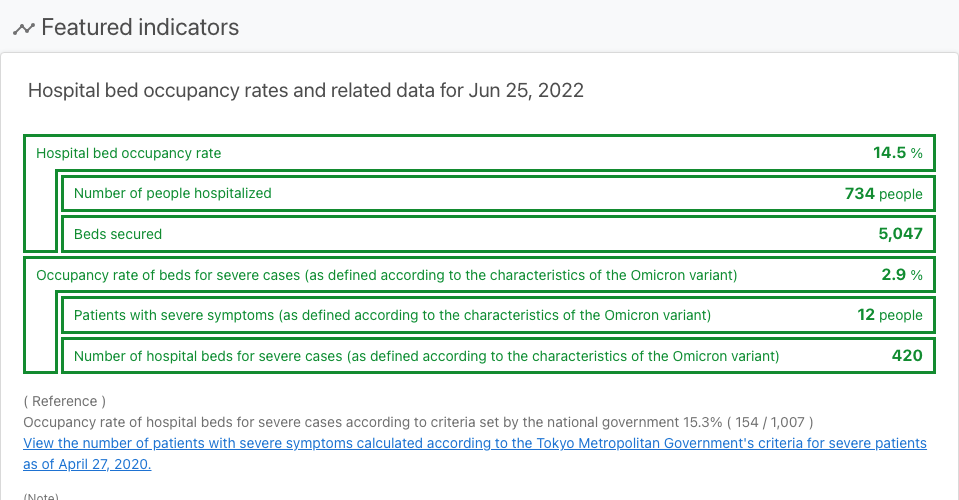 Featured indicators
Hospital bed occupancy rates and related data for Jun 25, 2022
Hospital bed occupancy rate 14.5 %
Number of people hospitalized 734 people
Beds secured 5,047
Occupancy rate of beds for severe cases (as defined according to the characteristics of the Omicron variant) 2.9 %
Patients with severe symptoms (as defined according to the characteristics of the Omicron variant) 12 people
Number of hospital beds for severe cases (as defined according to the characteristics of the Omicron variant) 420
( Reference )
Occupancy rate of hospital beds for severe cases according to criteria set by the national government 15.3% ( 154 / 1,007 )
View the number of patients with severe symptoms calculated according to the Tokyo Metropolitan Government's criteria for severe patients
as of April 27, 2020.
(Note)